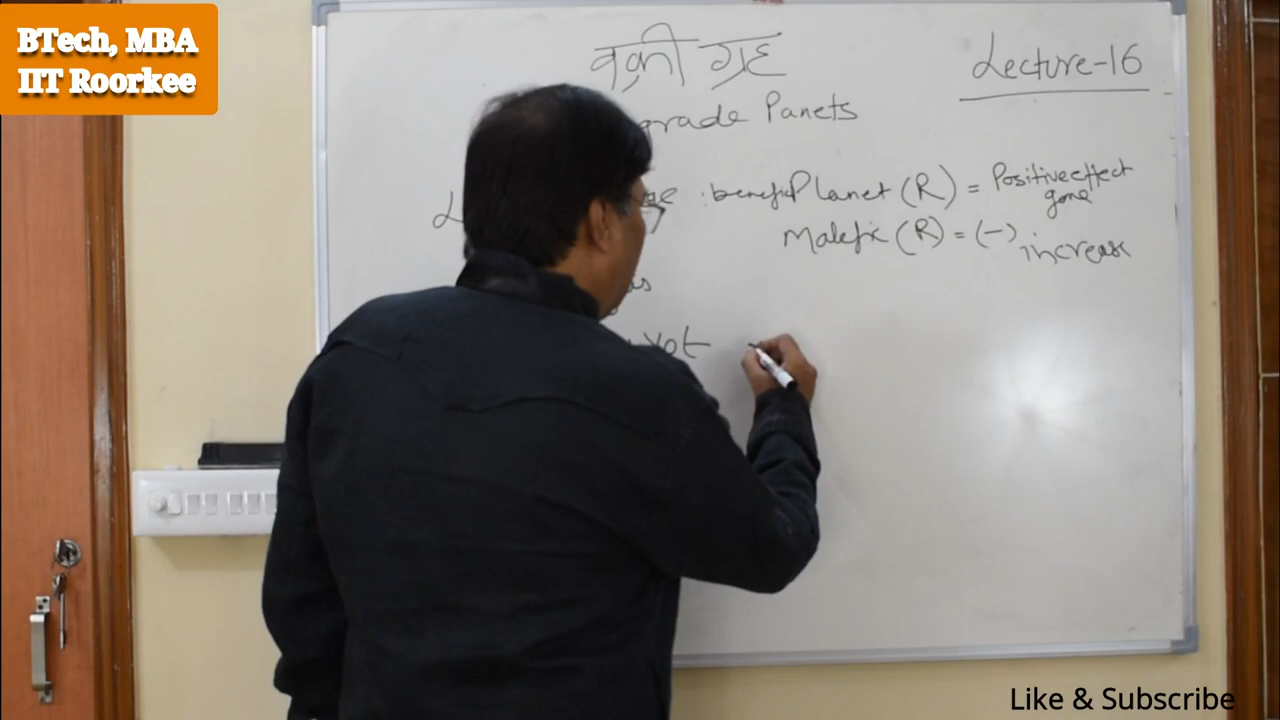 BTech, MBA
IIT Roorkee
वक्री ग्रह
Lecture-16
grade Panets
: benefic Planet (R) = Positive effect
gone
Malefic (R) = (-) increase
Like & Subscribe